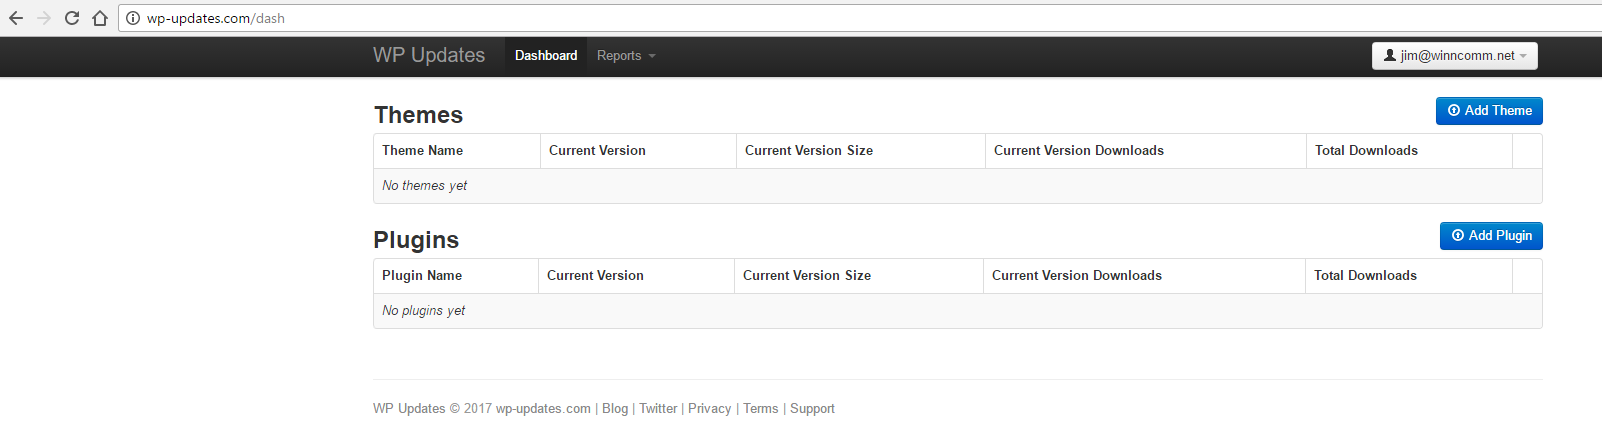 wp-updates.com/dash
WP Updates Dashboard Reports jim@winncomm.net
Themes Add Theme
Theme Name Current Version Current Version Size Current Version Downloads Total Downloads
No themes yet
Plugins Add Plugin
Plugin Name Current Version Current Version Size Current Version Downloads Total Downloads
No plugins yet
WP Updates © 2017 wp-updates.com | Blog | Twitter | Privacy | Terms | Support